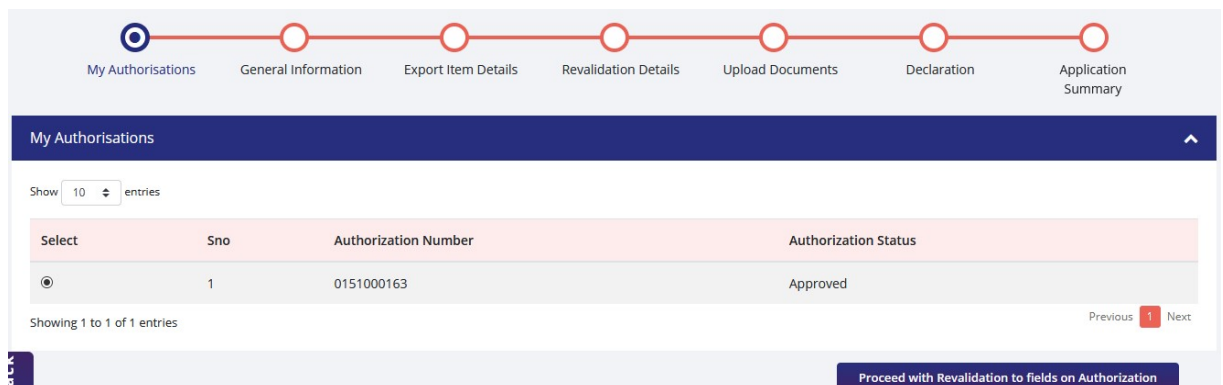 My Authorisations General Information Export Item Details Revalidation Details Upload Documents Declaration Application
Summary
My Authorisations
Show 10 entries
Select Sno Authorization Number Authorization Status
1 0151000163 Approved
Showing 1 to 1 of 1 entries
Previous 1 Next
Proceed with Revalidation to fields on Authorization